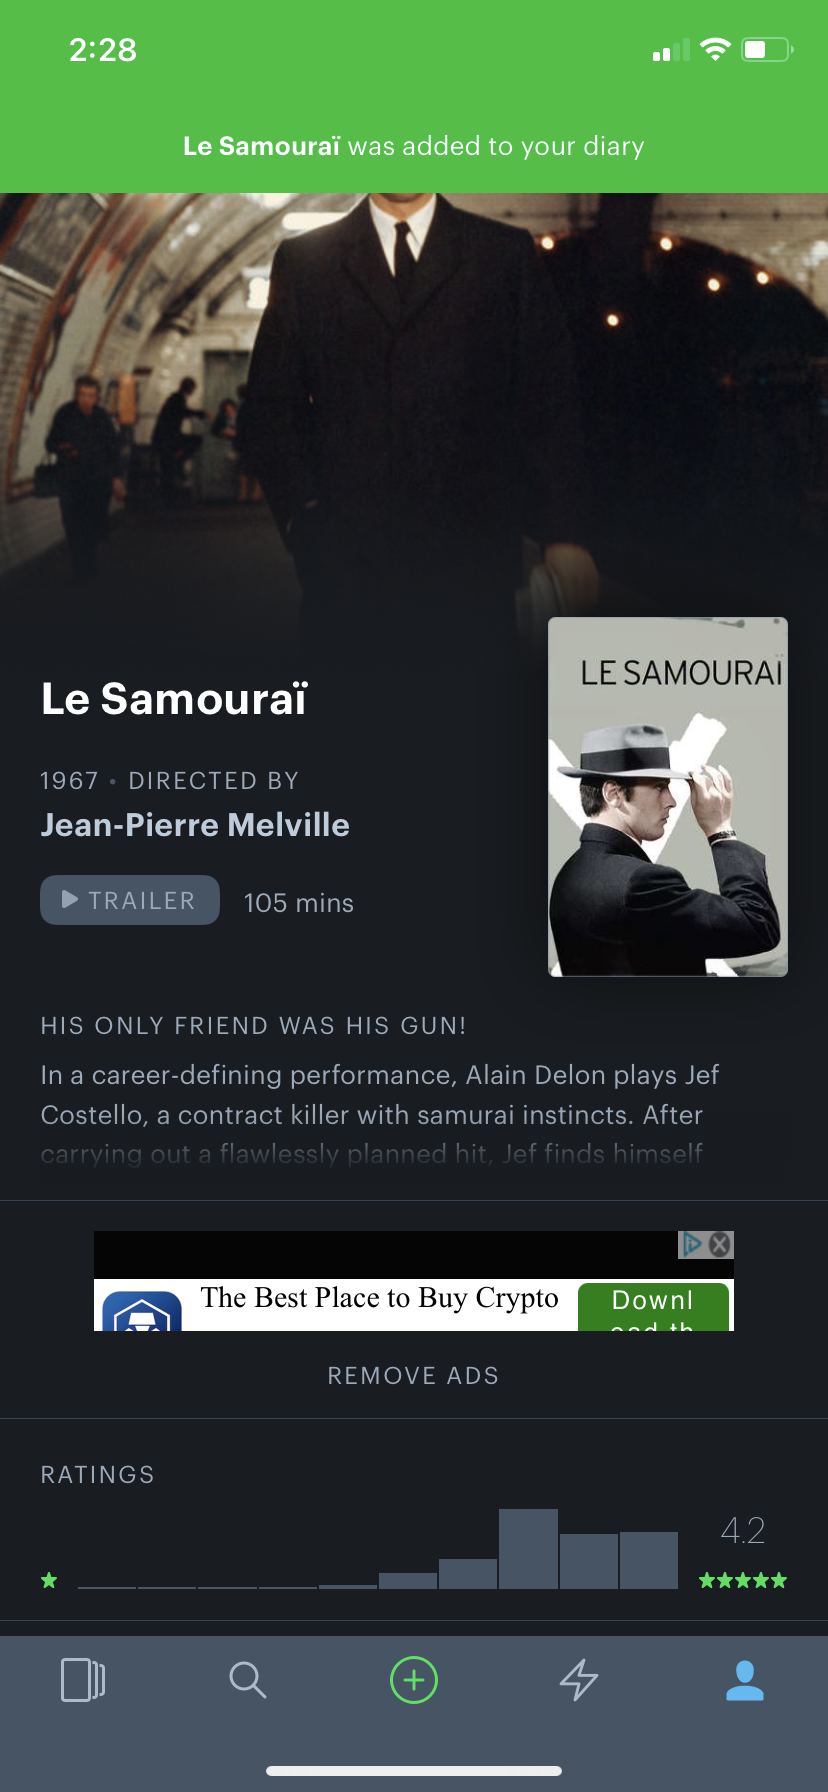 2:28
Le Samouraï was added to your diary
LE SAMOURAÏ
Le Samouraï
1967 • DIRECTED BY
Jean-Pierre Melville
TRAILER
105 mins
HIS ONLY FRIEND WAS HIS GUN!
In a career-defining performance, Alain Delon plays Jef
Costello, a contract killer with samurai instincts. After
carrying out a flawlessly planned hit, Jef finds himself
The Best Place to Buy Crypto
Downl
oad th
REMOVE ADS
RATINGS
4.2